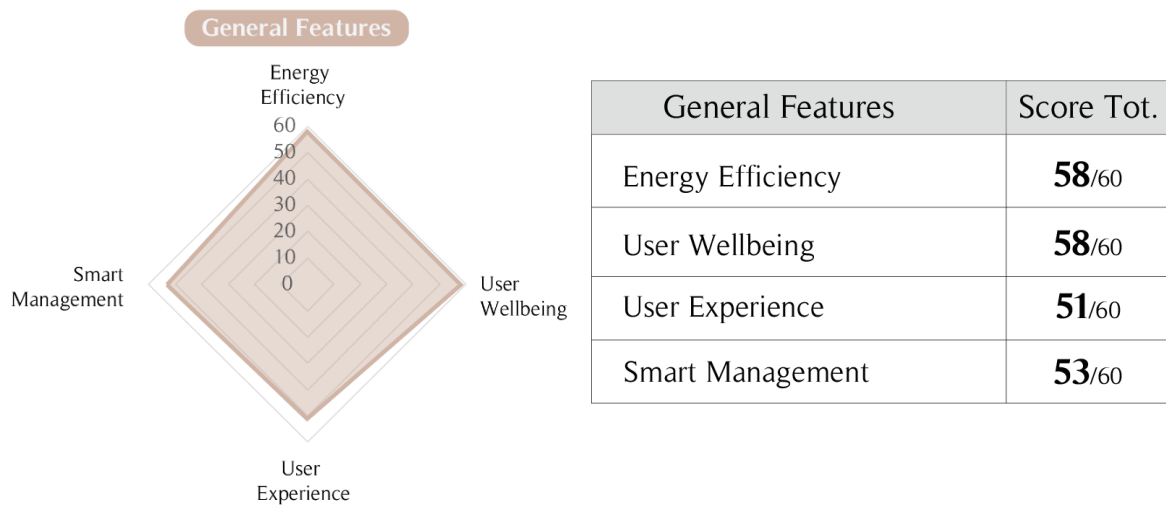 General Features
Energy
Efficiency
60
50
40
30
20
10
0
Smart
Management
User
Wellbeing
User
Experience
General Features Score Tot.
Energy Efficiency 58/60
User Wellbeing 58/60
User Experience 51/60
Smart Management 53/60